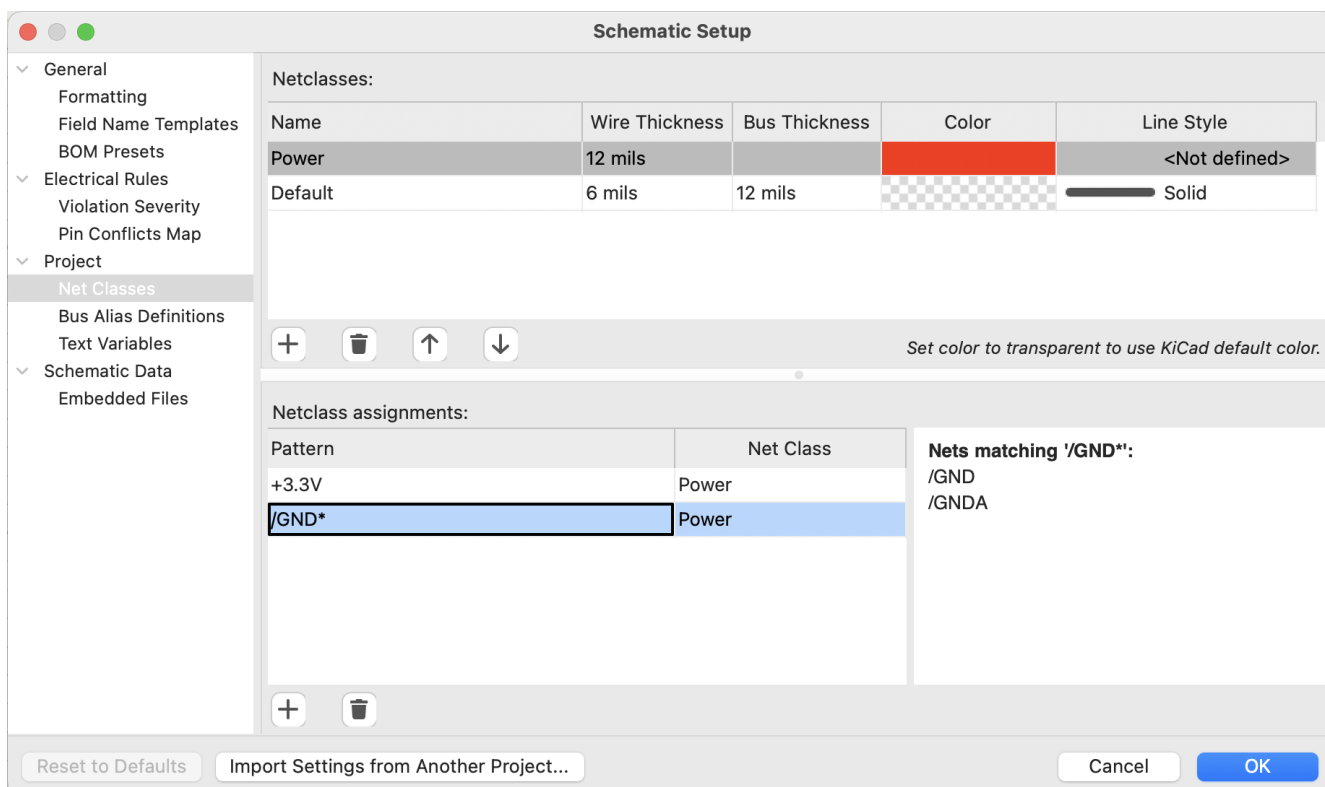 Schematic Setup
General
Formatting
Field Name Templates
BOM Presets
Electrical Rules
Violation Severity
Pin Conflicts Map
Project
Net Classes
Bus Alias Definitions
Text Variables
Schematic Data
Embedded Files
Netclasses:
Name Wire Thickness Bus Thickness Color Line Style
Power 12 mils <Not defined>
Default 6 mils 12 mils Solid
Set color to transparent to use KiCad default color.
Netclass assignments:
Pattern Net Class
+3.3V Power
/GND* Power
Nets matching '/GND*':
/GND
/GNDA
Reset to Defaults Import Settings from Another Project... Cancel OK